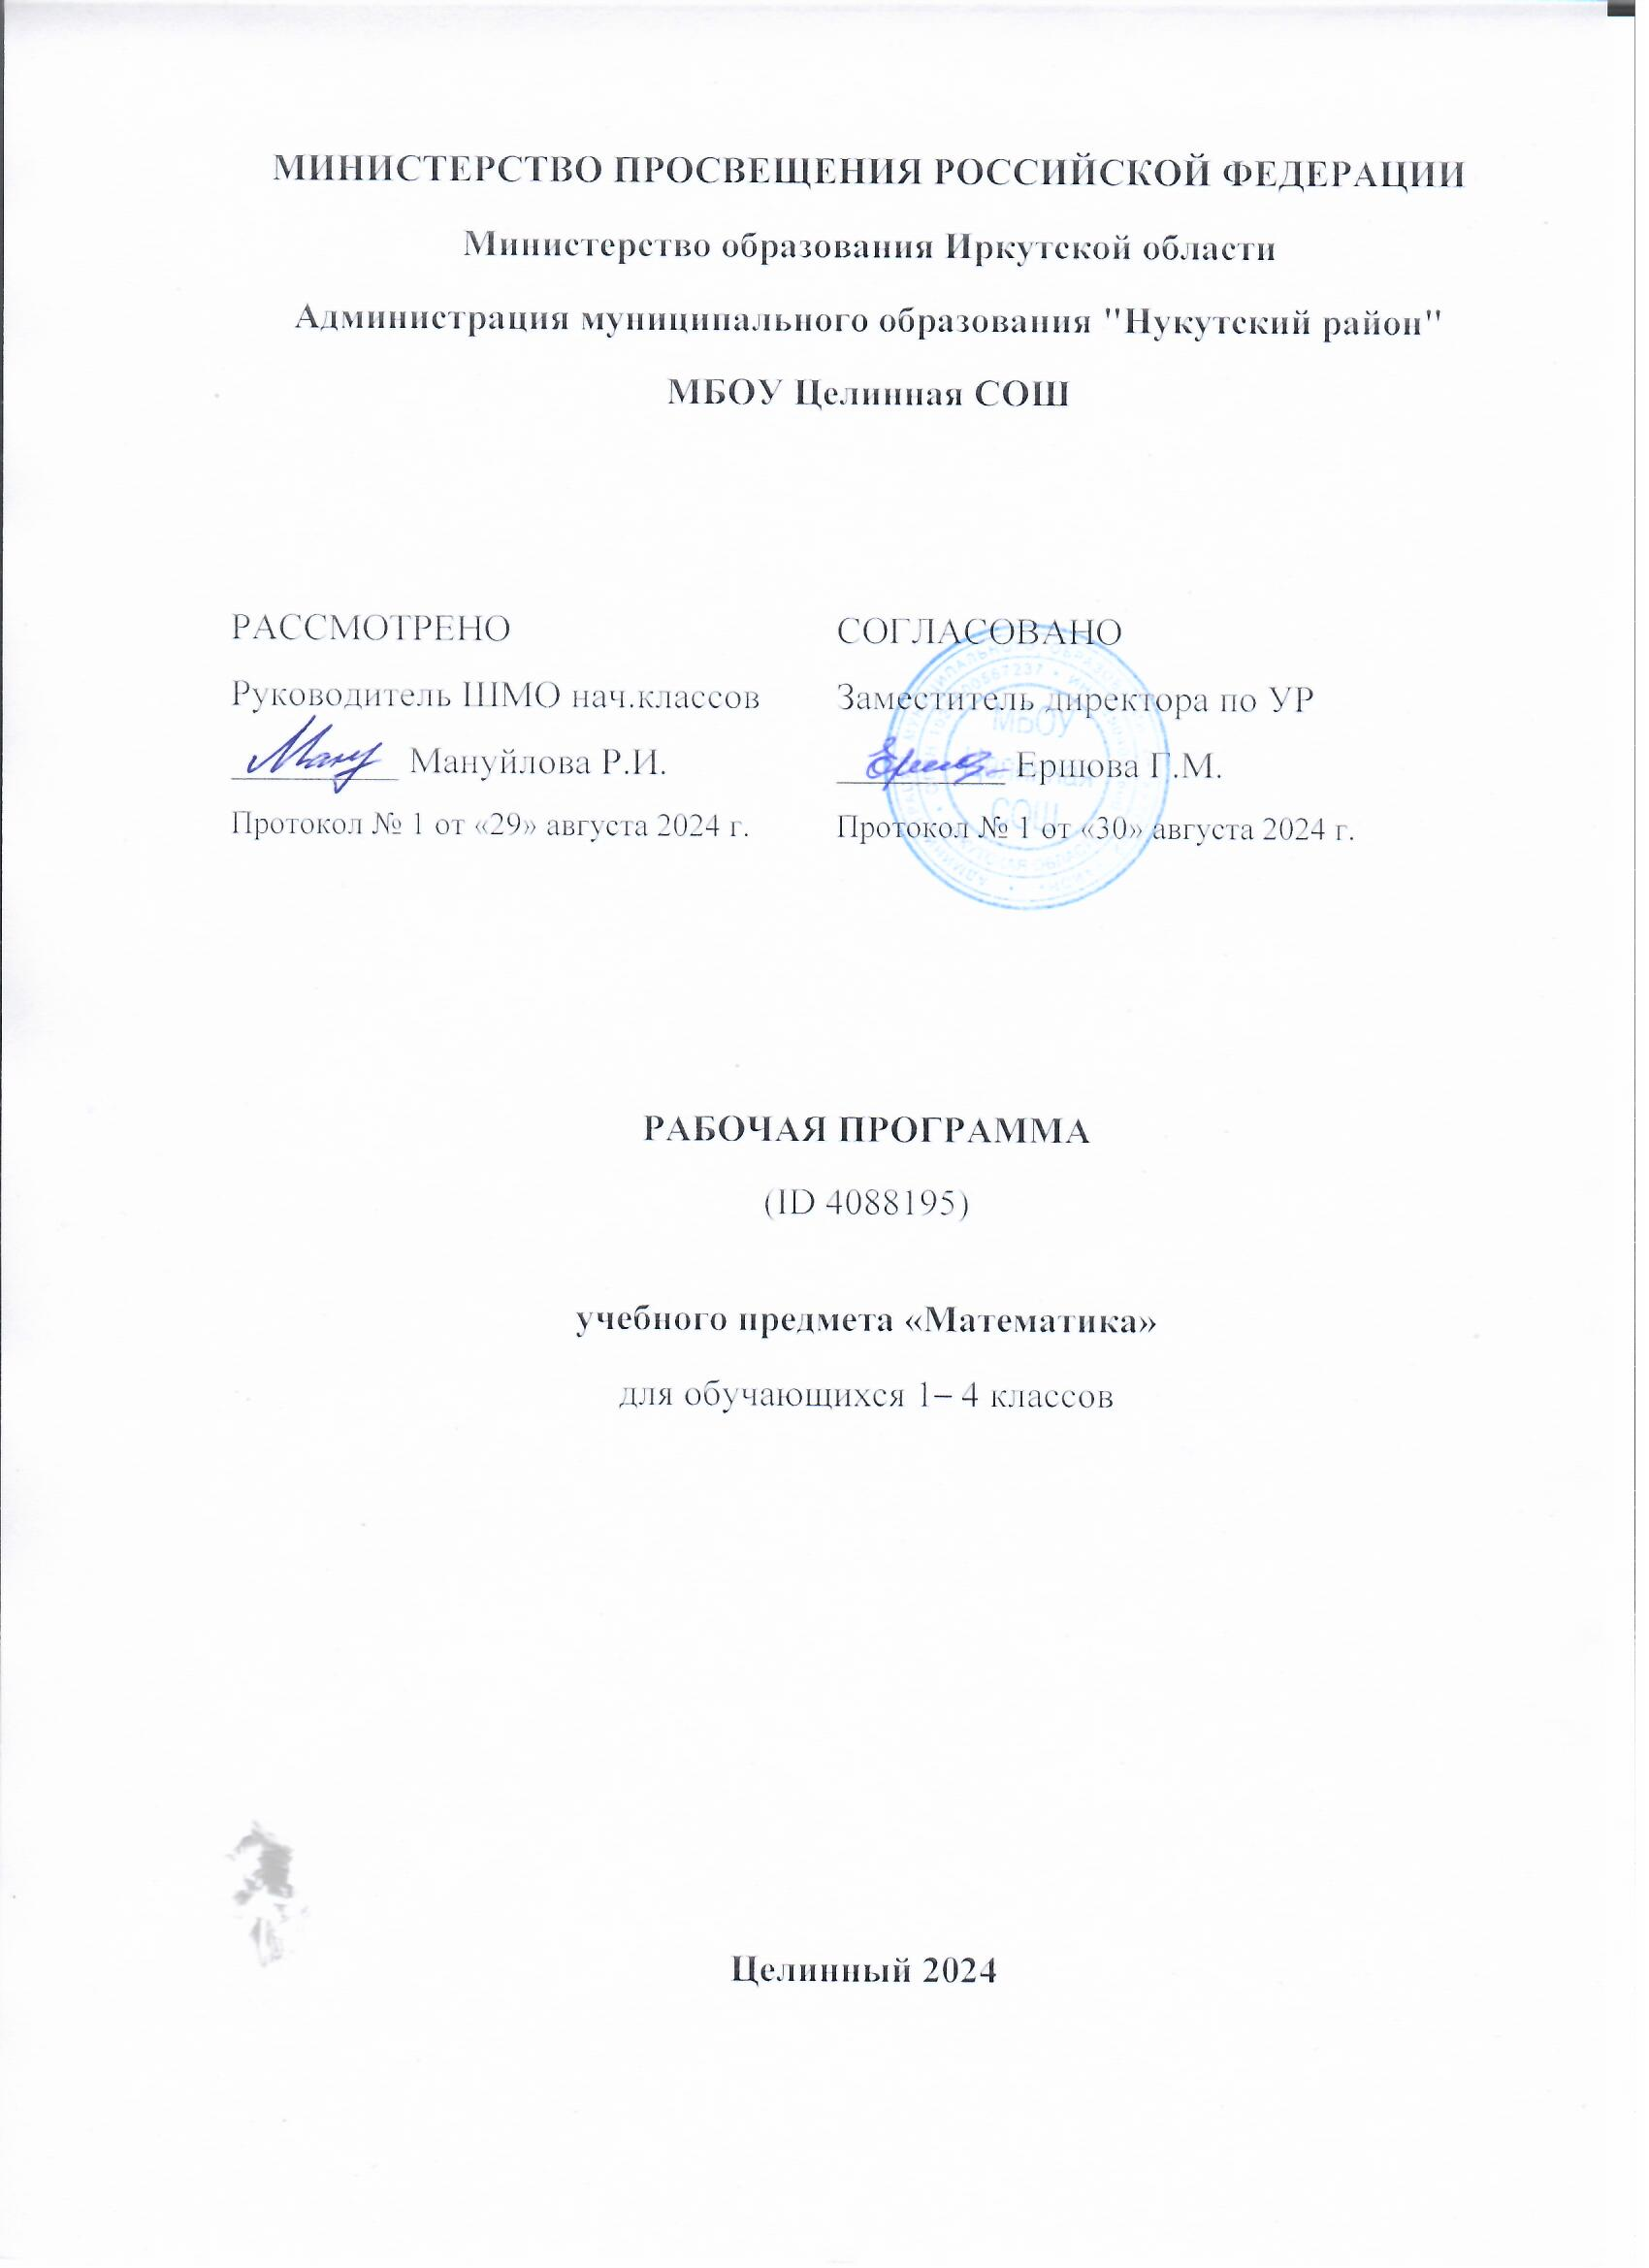 МИНИСТЕРСТВО ПРОСВЕЩЕНИЯ РОССИЙСКОЙ ФЕДЕРАЦИИ
Министерство образования Иркутской области
Администрация муниципального образования "Нукутский район"
МБОУ Целинная СОШ
РАССМОТРЕНО
Руководитель ШМО нач.классов
Мануйлова Р.И.
Протокол № 1 от «29» августа 2024 г.
СОГЛАСОВАНО
Заместитель директора по УР
Ершова Г.М.
Протокол № 1 от «30» августа 2024 г.
МБОУ
СОШ
РАБОЧАЯ ПРОГРАММА
(ID 4088195)
учебного предмета «Математика»
для обучающихся 1– 4 классов
Целинный 2024